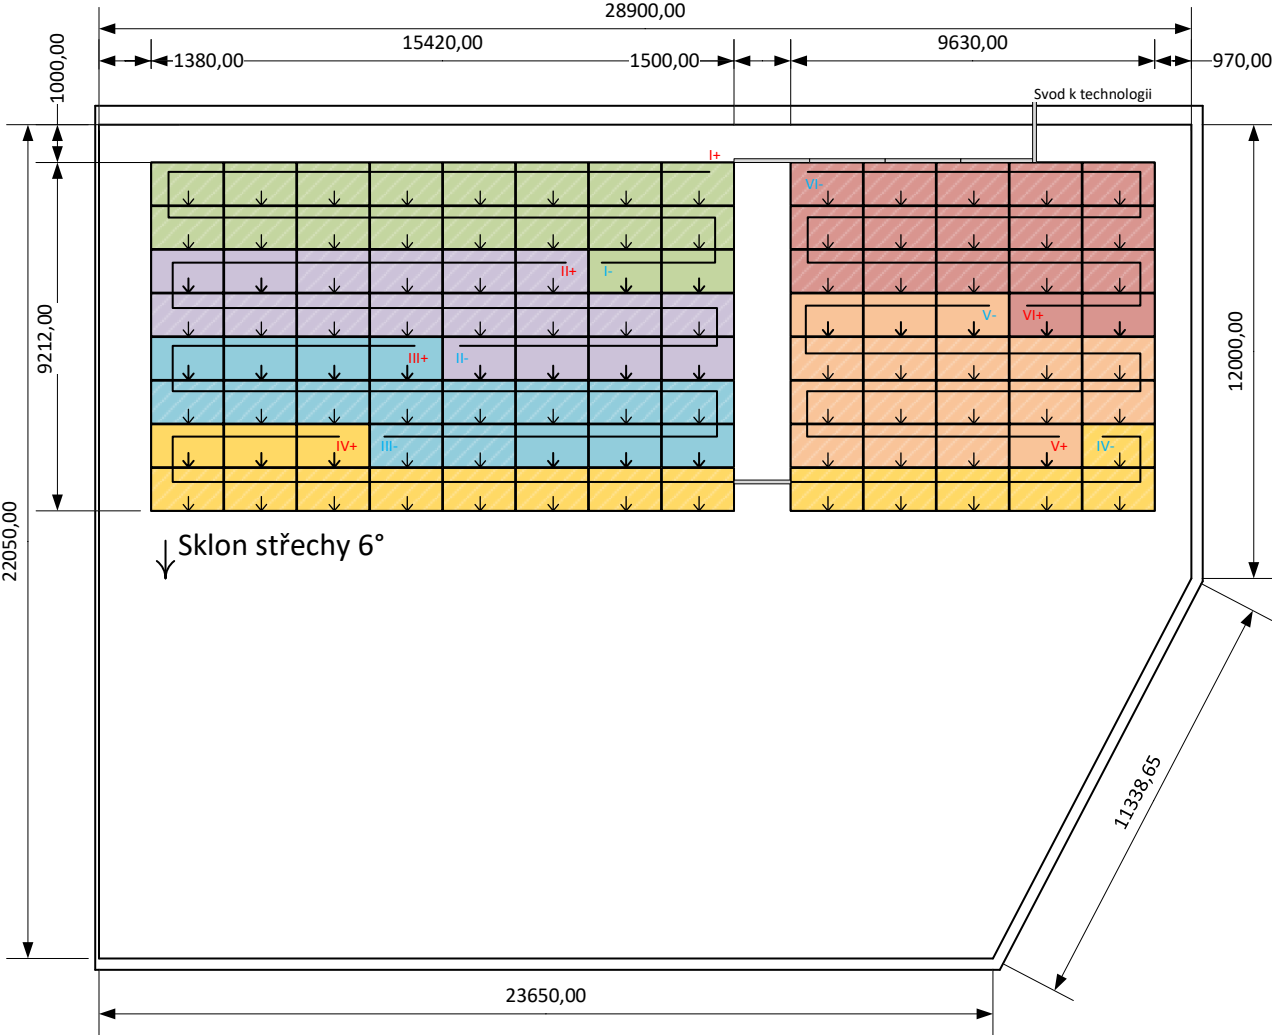 28900,00
15420,00
9630,00
1380,00
1500,00
970,00
1000,00
Svod k technologii
I+
VI-
II+
I-
V-
VI+
9212,00
12000,00
III+
II-
IV+
III-
V+
IV-
22050,00
Sklon střechy 6°
11338,65
23650,00